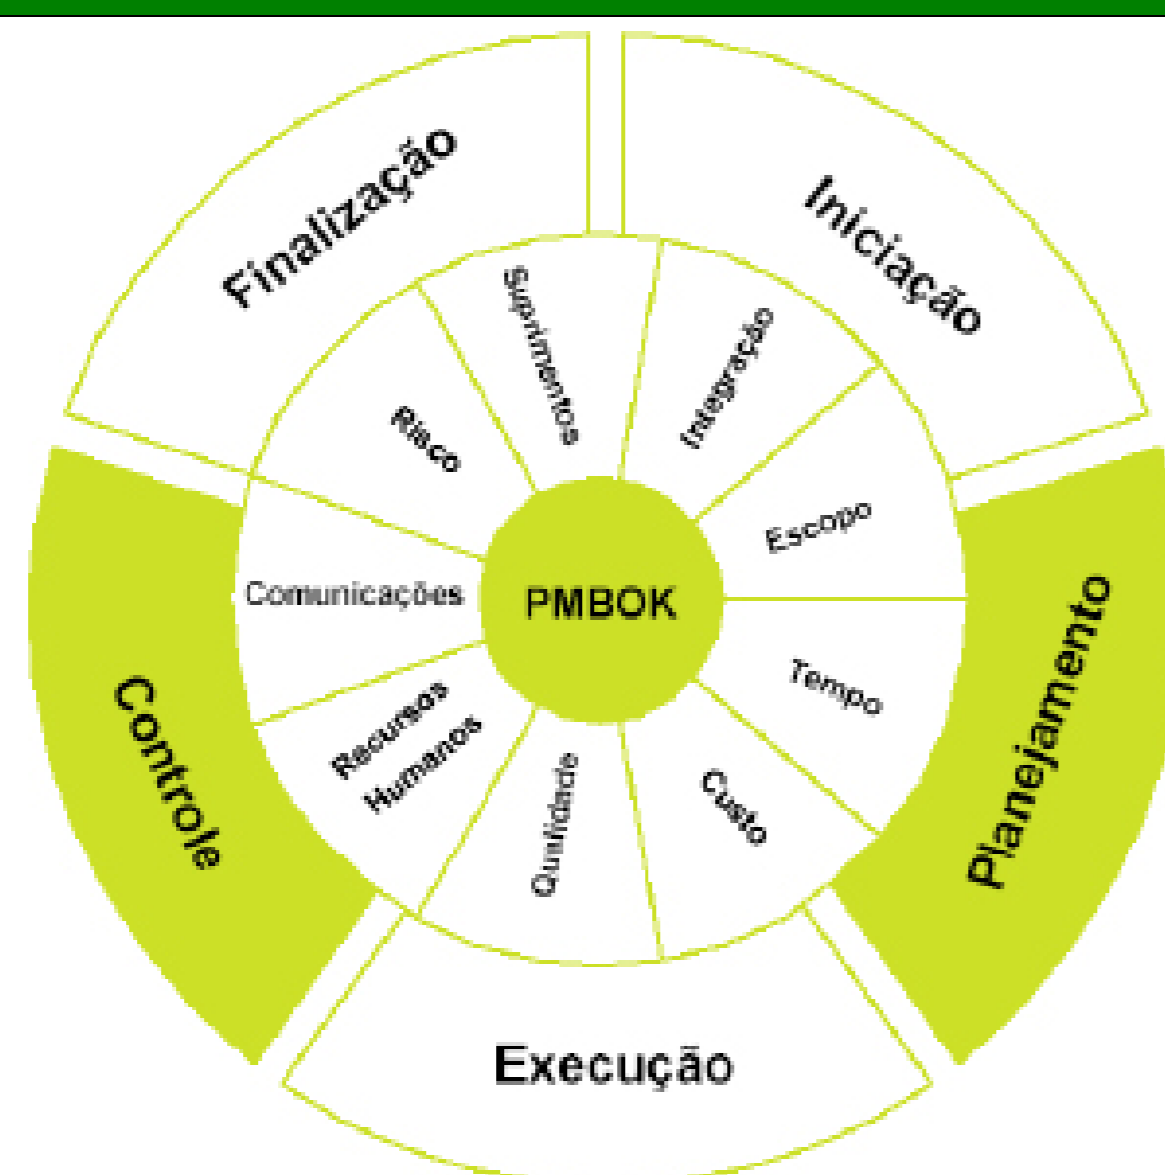 Finalização
Iniciação
Suprimentos
Integração
Risco
Escopo
Comunicações
PMBOK
Tempo
Planejamento
Controle
Recursos
Humanos
Qualidade
Custo
Execução